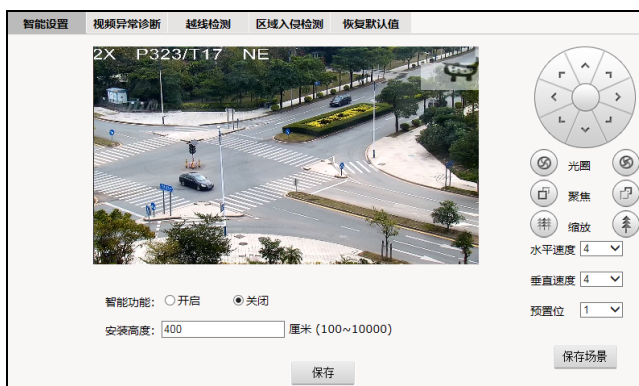 智能设置 视频异常诊断 越线检测 区域入侵检测 恢复默认值
2X P323/T17 NE
光圈
聚焦
缩放
水平速度 4
垂直速度 4
预置位 1
保存场景
智能功能: 开启 关闭
安装高度: 400 厘米 (100~10000)
保存